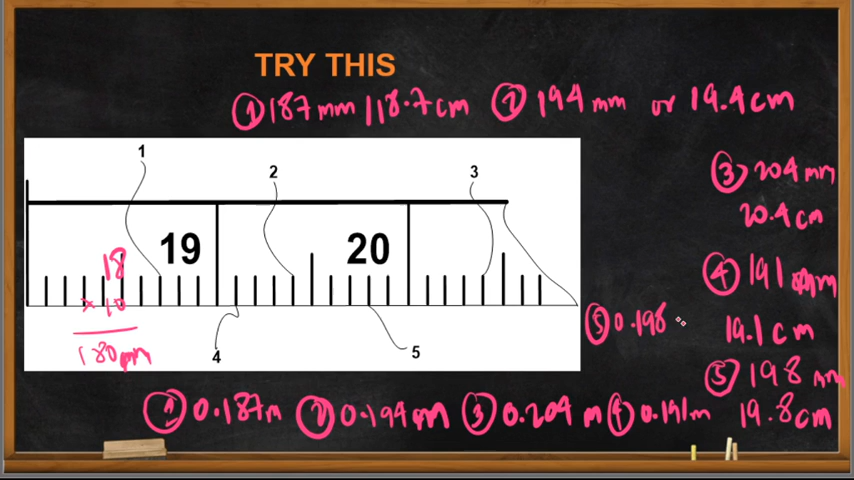 TRY THIS
① 187 mm | 18.7 cm ② 194 mm or 19.4 cm
1 2 3
③ 204 mm
20.4 cm
19 20
18
× 10
180 mm
④ 191 mm
19.1 cm
4 5
⑤ 0.198
⑤ 198 mm
19.8 cm
① 0.187 m ② 0.194 m ③ 0.204 m ④ 0.191 m